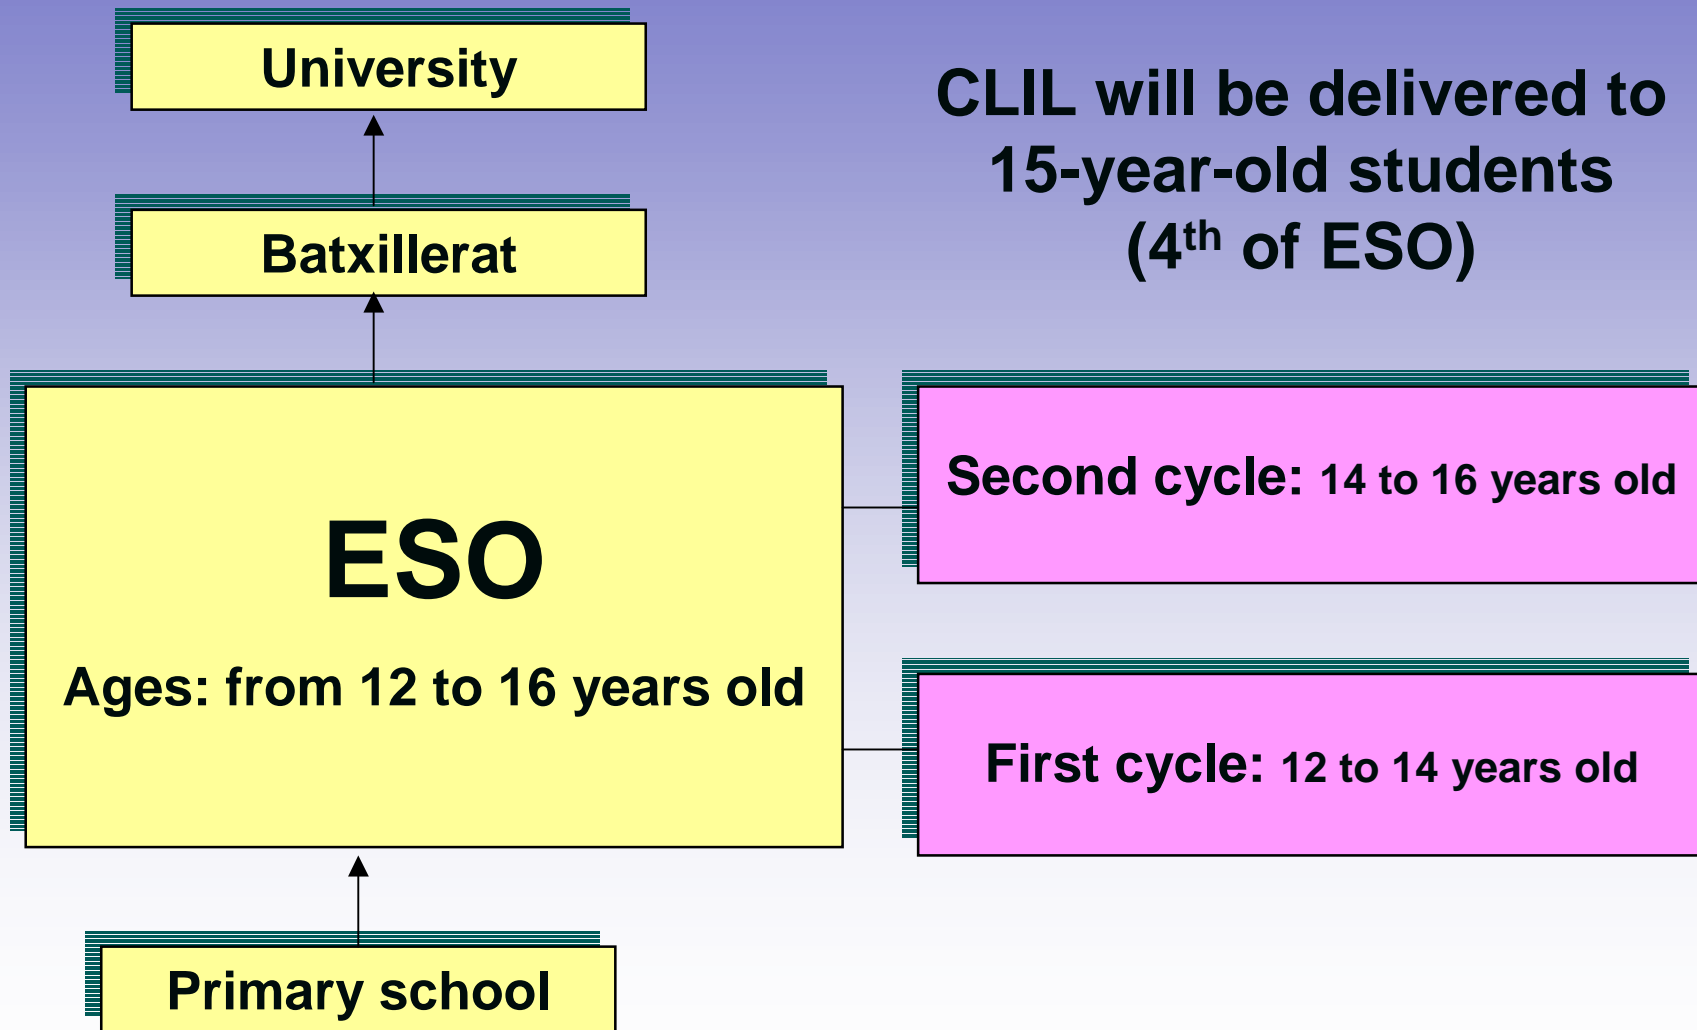 University
CLIL will be delivered to
15-year-old students
(4th of ESO)
Batxillerat
ESO
Ages: from 12 to 16 years old
Second cycle: 14 to 16 years old
First cycle: 12 to 14 years old
Primary school